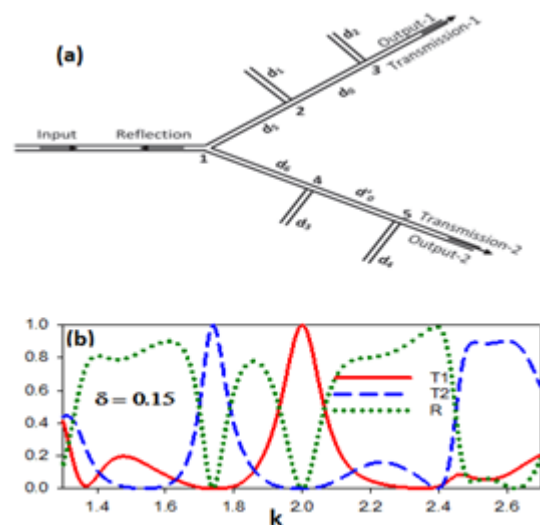 (a)
Output-1
Transmission-1
d₂
d₁
3
d₀
2
d₅
Input
Reflection
1
d₆
4
d'₀
5
d₃
d₄
Transmission-2
Output-2
(b)
1.0
0.8
0.6
0.4
0.2
0.0
δ = 0.15
T1
T2
R
1.4 1.6 1.8 2.0 2.2 2.4 2.6
k